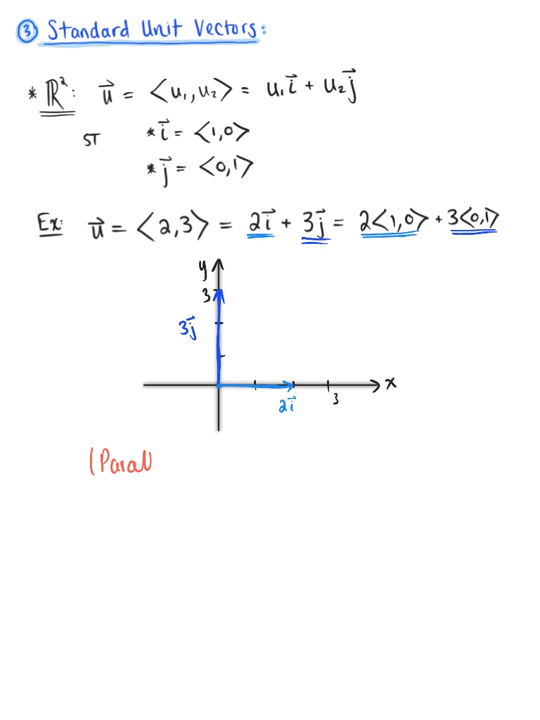 ③ Standard Unit Vectors:
* ℝ²: u⃗ = <u₁, u₂> = u₁i⃗ + u₂j⃗
ST * i⃗ = <1,0>
* j⃗ = <0,1>
Ex: u⃗ = <2,3> = 2i⃗ + 3j⃗ = 2<1,0> + 3<0,1>
y
3
3j⃗
x
2i⃗ 3
(Paral